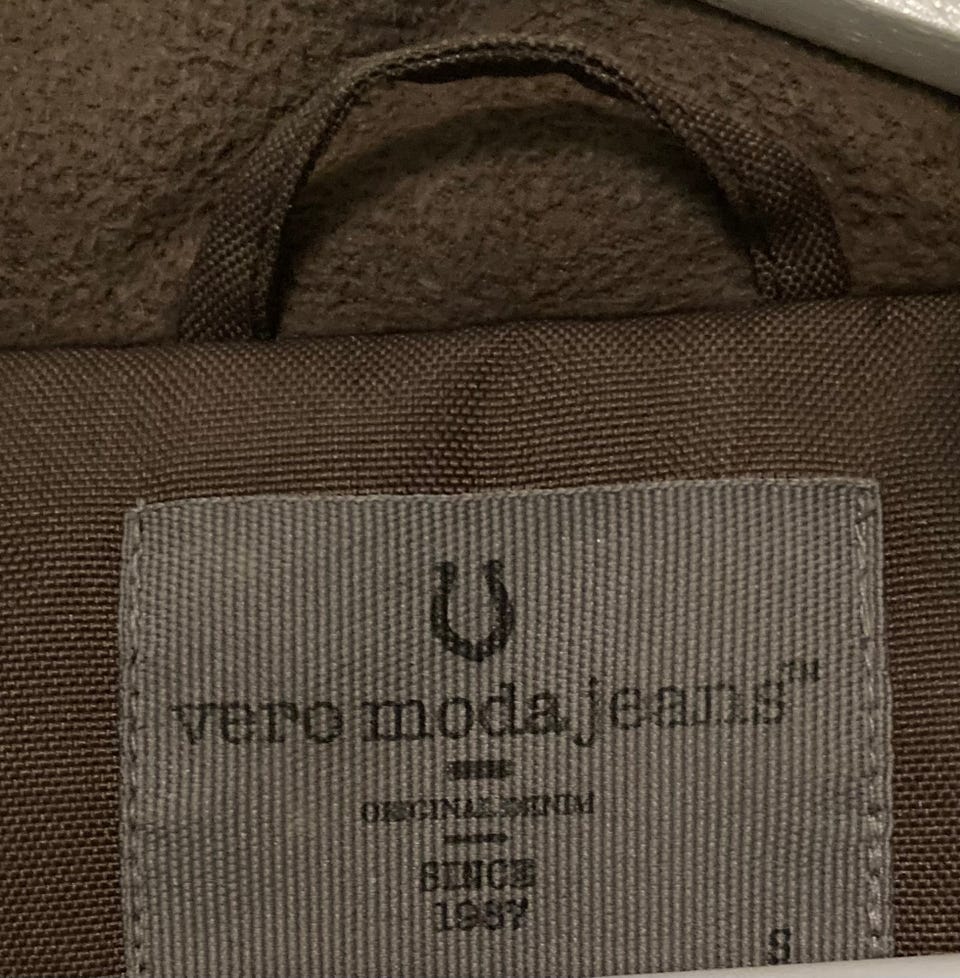 vero moda jeans™
ORIGINAL DENIM
SINCE
1987
S